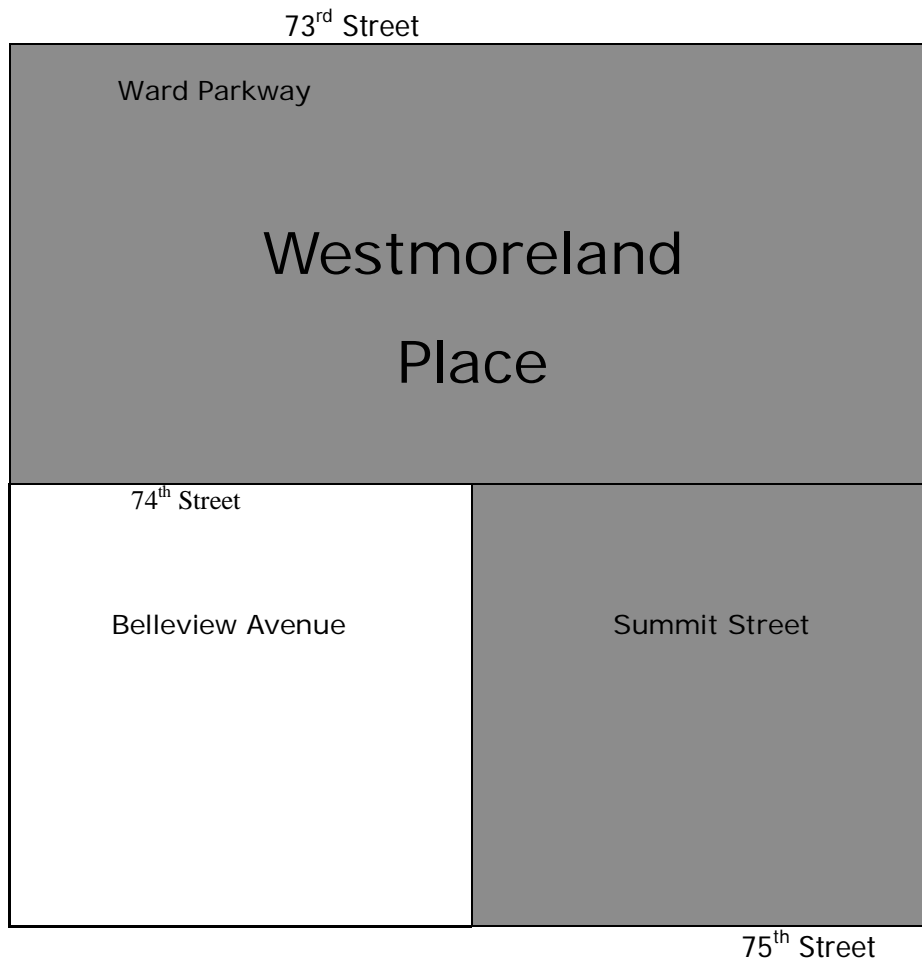 73rd Street
Ward Parkway
Westmoreland
Place
74th Street
Belleview Avenue
Summit Street
75th Street